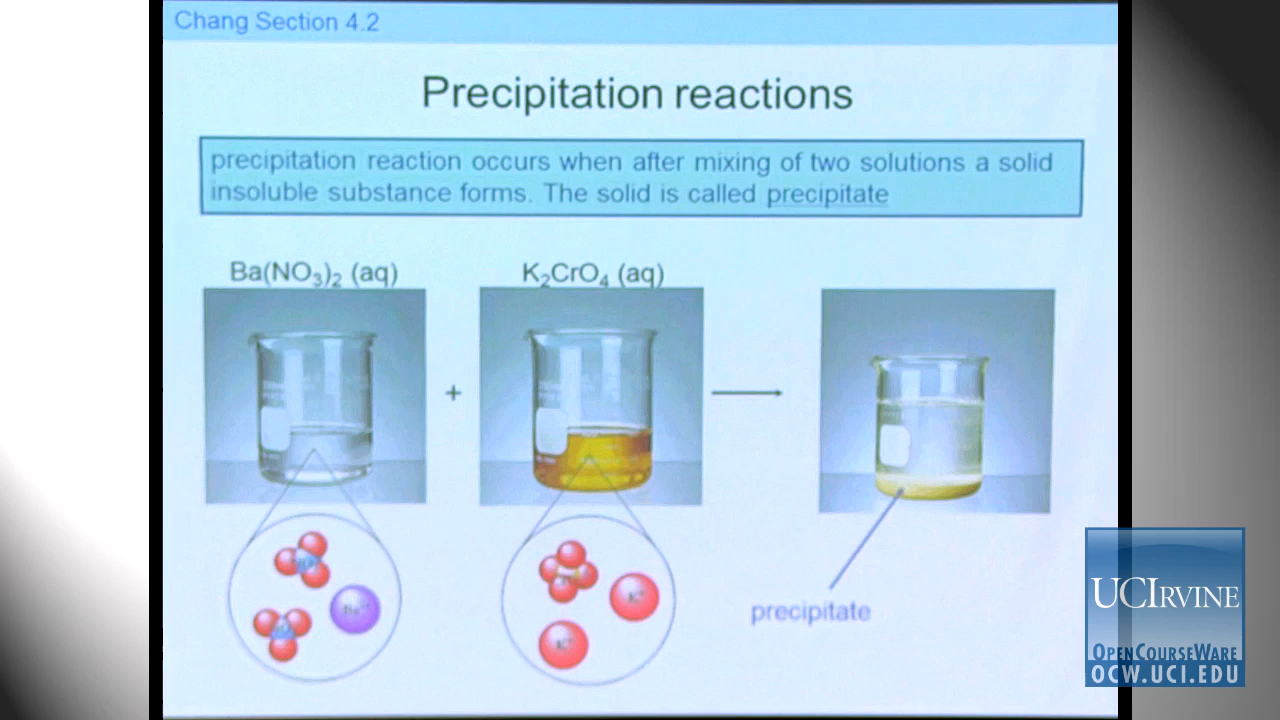 Chang Section 4.2
Precipitation reactions
precipitation reaction occurs when after mixing of two solutions a solid
insoluble substance forms. The solid is called precipitate
Ba(NO₃)₂ (aq)
K₂CrO₄ (aq)
+
precipitate
UCIRVINE
OPENCOURSEWARE
OCW.UCI.EDU